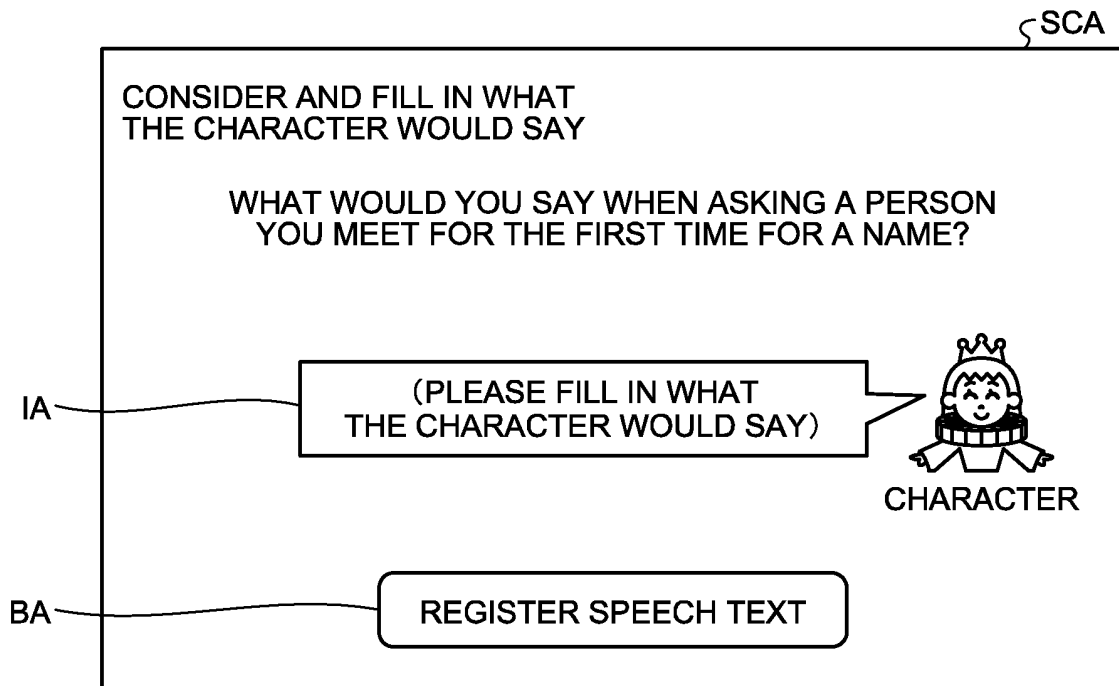 SCA
CONSIDER AND FILL IN WHAT
THE CHARACTER WOULD SAY
WHAT WOULD YOU SAY WHEN ASKING A PERSON
YOU MEET FOR THE FIRST TIME FOR A NAME?
IA
(PLEASE FILL IN WHAT
THE CHARACTER WOULD SAY)
CHARACTER
BA
REGISTER SPEECH TEXT